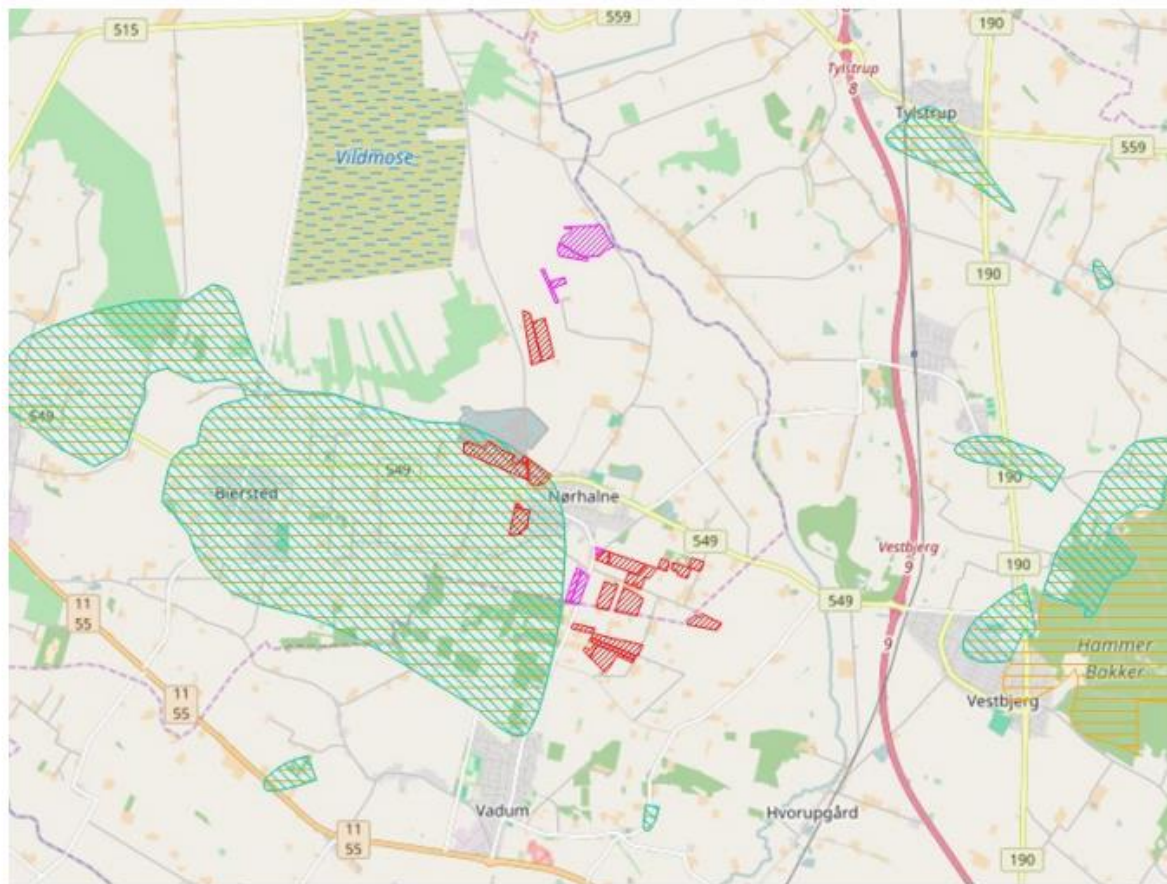 559
515
190
Tylstrup
8
Tylstrup
559
Vildmose
190
549
549
190
Biersted
Nørhalne
549
Vestbjerg
9
190
549
11
55
9
Hammer
Bakker
11
55
Vestbjerg
Vadum
Hvorupgård
11
55
190